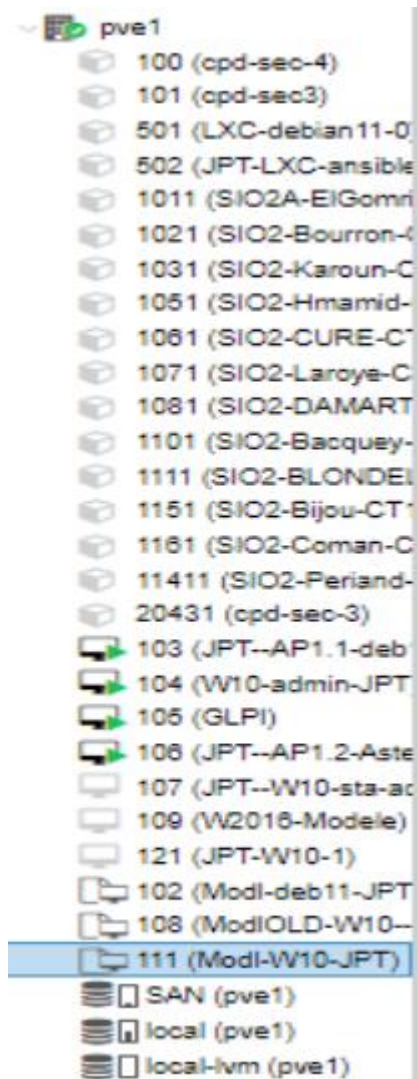 pve1
100 (cpd-sec-4)
101 (cpd-sec3)
501 (LXC-debian11-0
502 (JPT-LXC-ansible
1011 (SIO2A-ElGomm
1021 (SIO2-Bourron-
1031 (SIO2-Karoun-C
1051 (SIO2-Hmamid-
1061 (SIO2-CURE-CT
1071 (SIO2-Laroye-C
1081 (SIO2-DAMART
1101 (SIO2-Bacquey-
1111 (SIO2-BLONDEL
1151 (SIO2-Bijou-CT1
1161 (SIO2-Coman-C
11411 (SIO2-Periand-
20431 (cpd-sec-3)
103 (JPT--AP1.1-deb
104 (W10-admin-JPT
105 (GLPI)
106 (JPT--AP1.2-Aste
107 (JPT--W10-sta-ad
109 (W2016-Modele)
121 (JPT-W10-1)
102 (Modl-deb11-JPT
108 (ModlOLD-W10--
111 (Modl-W10-JPT)
SAN (pve1)
local (pve1)
local-lvm (pve1)